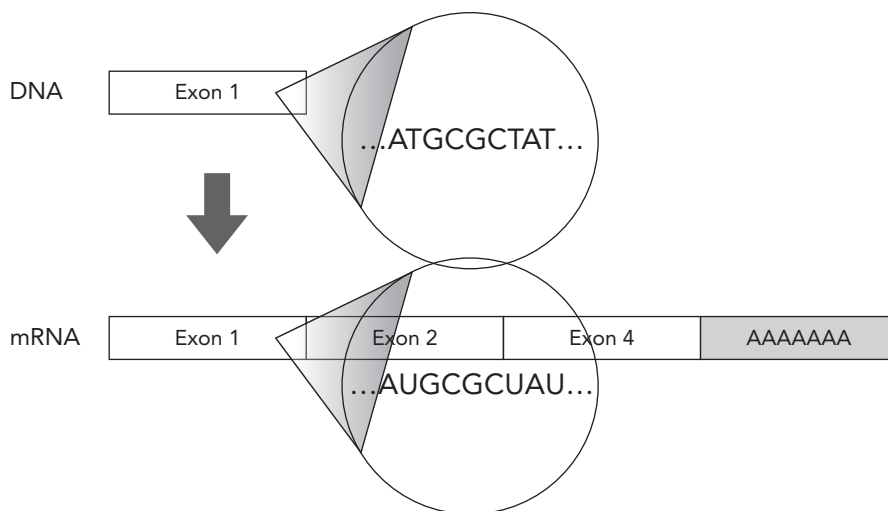 DNA Exon 1
...ATGCGCTAT...
mRNA Exon 1 Exon 2 Exon 4 AAAAAAA
...AUGCGCUAU...